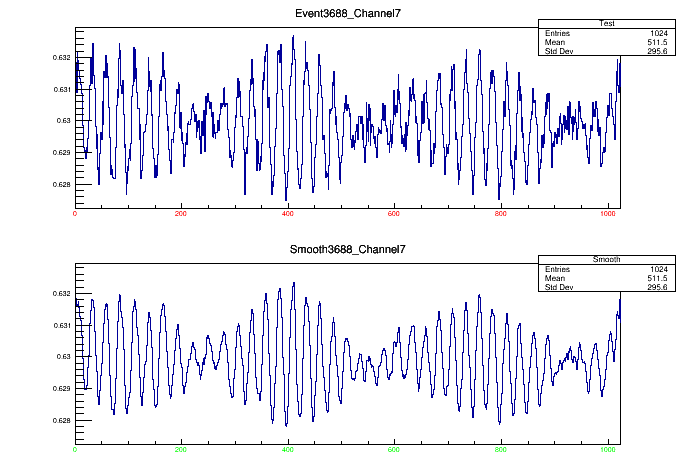 Event3688_Channel7
Test
Entries 1024
Mean 511.5
Std Dev 295.6
0.632
0.631
0.63
0.629
0.628
0 200 400 600 800 1000
Smooth3688_Channel7
Smooth
Entries 1024
Mean 511.5
Std Dev 295.6
0.632
0.631
0.63
0.629
0.628
0 200 400 600 800 1000